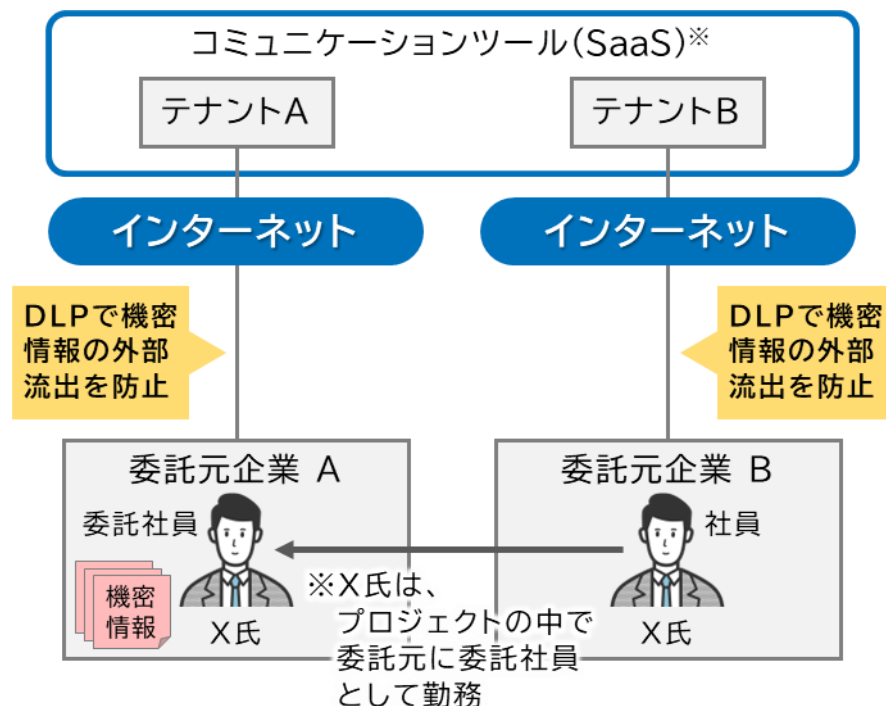 コミュニケーションツール(SaaS)※
テナントA
テナントB
インターネット
インターネット
DLPで機密
情報の外部
流出を防止
DLPで機密
情報の外部
流出を防止
委託元企業 A
委託社員
機密
情報
X氏
委託元企業 B
社員
X氏
※X氏は、
プロジェクトの中で
委託元に委託社員
として勤務